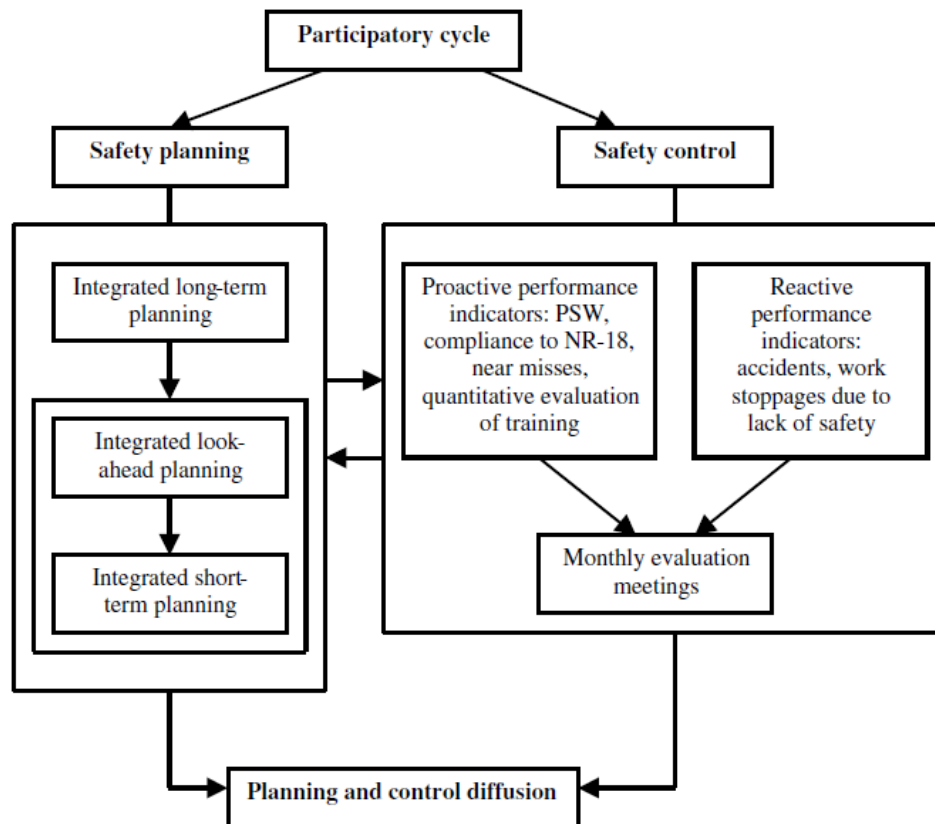 Participatory cycle
Safety planning
Safety control
Integrated long-term
planning
Integrated look-
ahead planning
Integrated short-
term planning
Proactive performance
indicators: PSW,
compliance to NR-18,
near misses,
quantitative evaluation
of training
Reactive
performance
indicators:
accidents, work
stoppages due to
lack of safety
Monthly evaluation
meetings
Planning and control diffusion